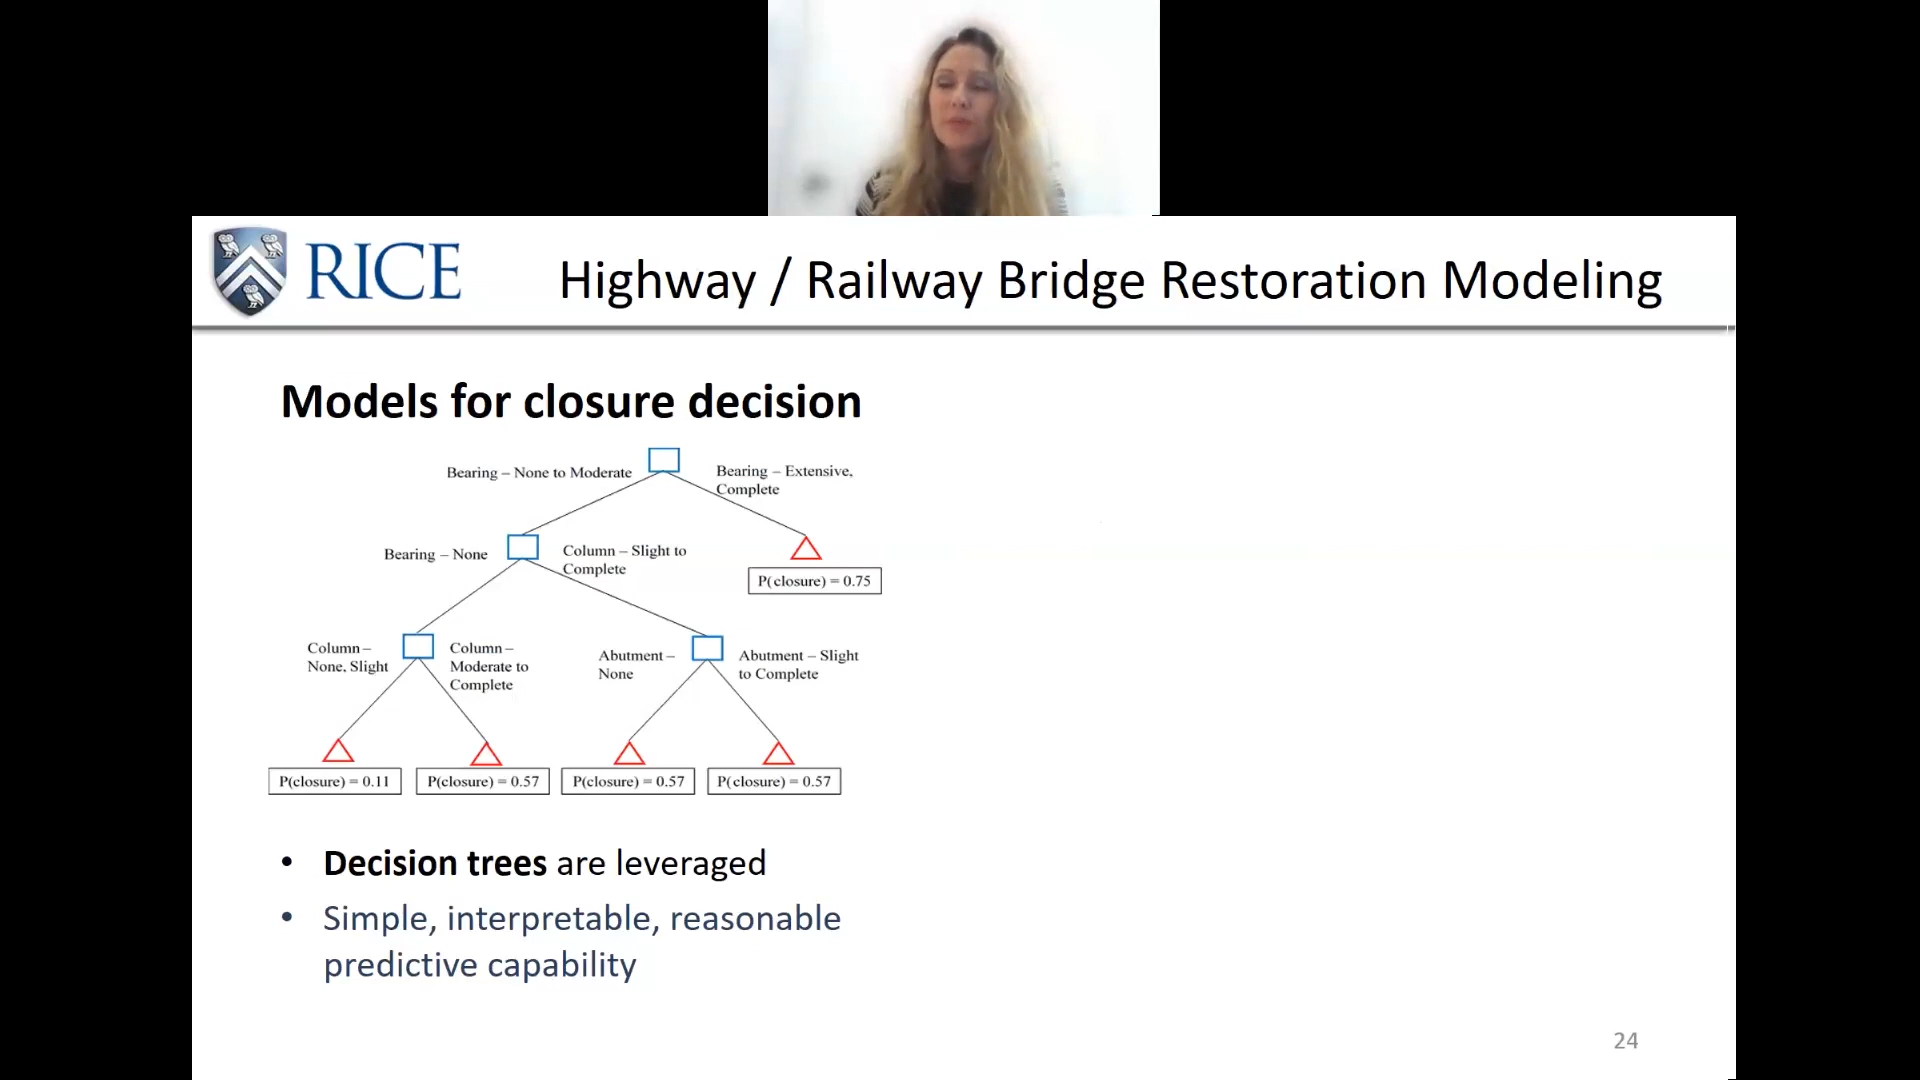 RICE
Highway / Railway Bridge Restoration Modeling
Models for closure decision
Bearing – None to Moderate
Bearing – Extensive,
Complete
Bearing – None
Column – Slight to
Complete
P(closure) = 0.75
Column –
None, Slight
Column –
Moderate to
Complete
Abutment –
None
Abutment – Slight
to Complete
P(closure) = 0.11
P(closure) = 0.57
P(closure) = 0.57
P(closure) = 0.57
• Decision trees are leveraged
• Simple, interpretable, reasonable
predictive capability
24